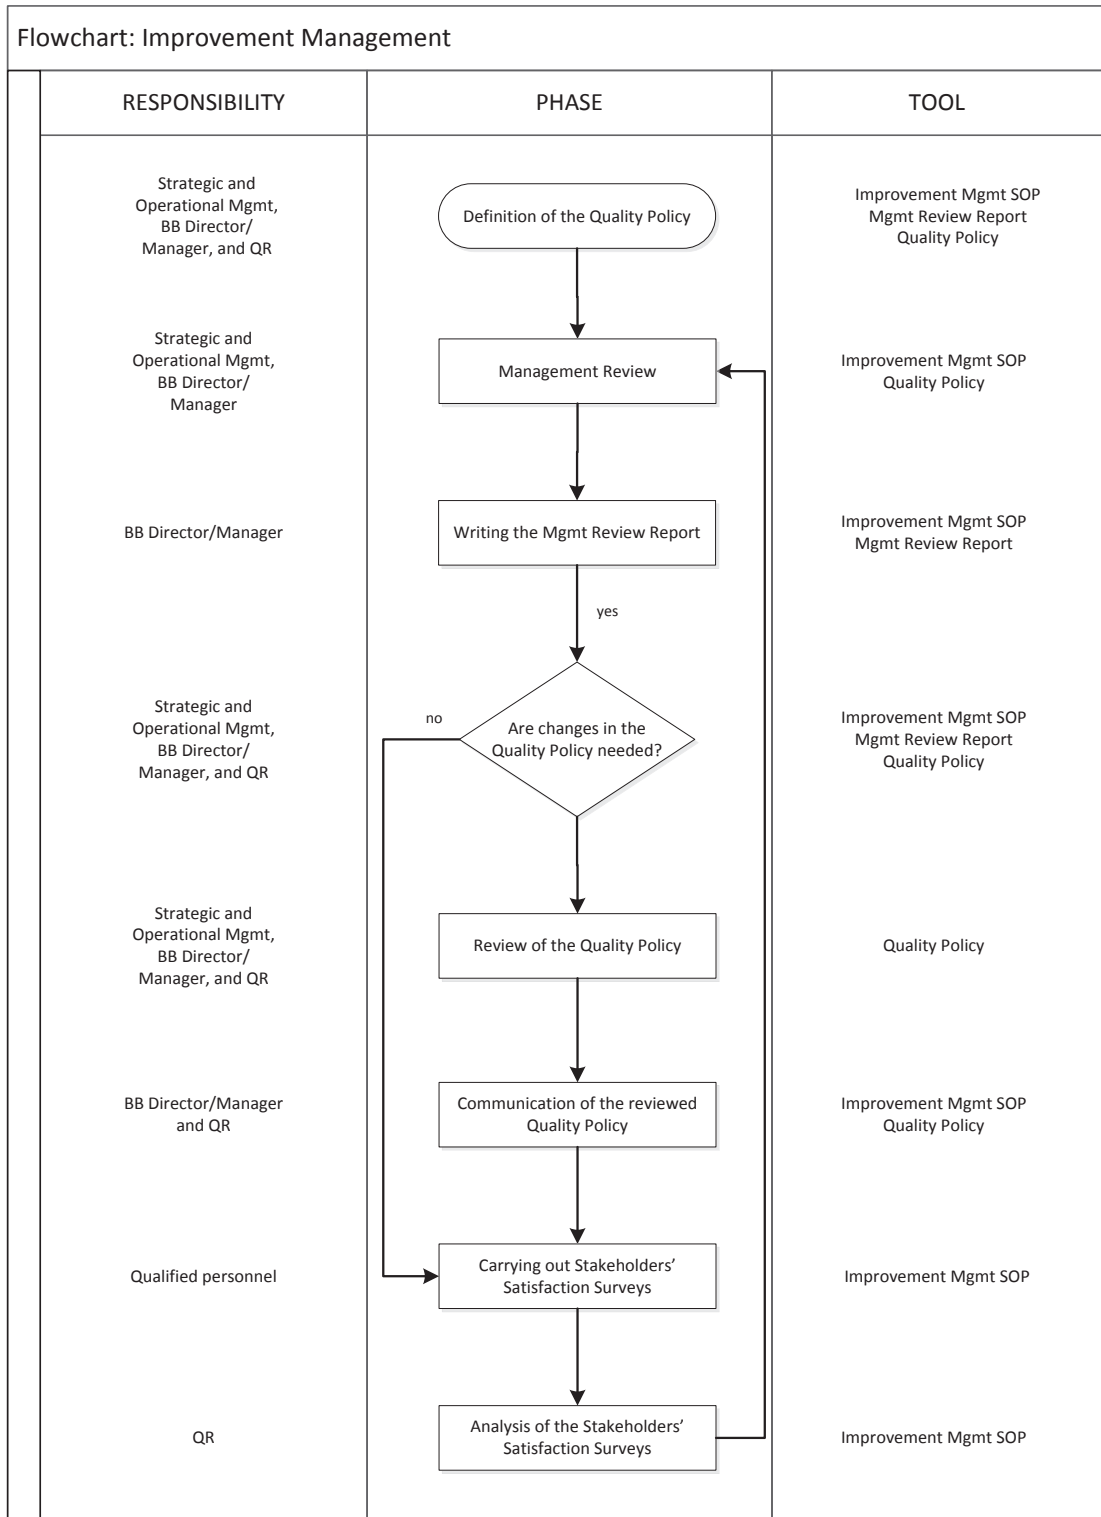 Flowchart: Improvement Management
RESPONSIBILITY
PHASE
TOOL
Strategic and
Operational Mgmt,
BB Director/
Manager, and QR
Definition of the Quality Policy
Improvement Mgmt SOP
Mgmt Review Report
Quality Policy
Strategic and
Operational Mgmt,
BB Director/
Manager
Management Review
Improvement Mgmt SOP
Quality Policy
BB Director/Manager
Writing the Mgmt Review Report
Improvement Mgmt SOP
Mgmt Review Report
yes
Strategic and
Operational Mgmt,
BB Director/
Manager, and QR
no
Are changes in the
Quality Policy needed?
Improvement Mgmt SOP
Mgmt Review Report
Quality Policy
Strategic and
Operational Mgmt,
BB Director/
Manager, and QR
Review of the Quality Policy
Quality Policy
BB Director/Manager
and QR
Communication of the reviewed
Quality Policy
Improvement Mgmt SOP
Quality Policy
Qualified personnel
Carrying out Stakeholders’
Satisfaction Surveys
Improvement Mgmt SOP
QR
Analysis of the Stakeholders’
Satisfaction Surveys
Improvement Mgmt SOP